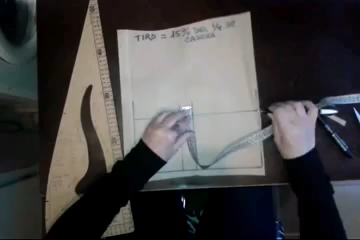 TIRO = 15% DEL 1/4 DE
CADERA